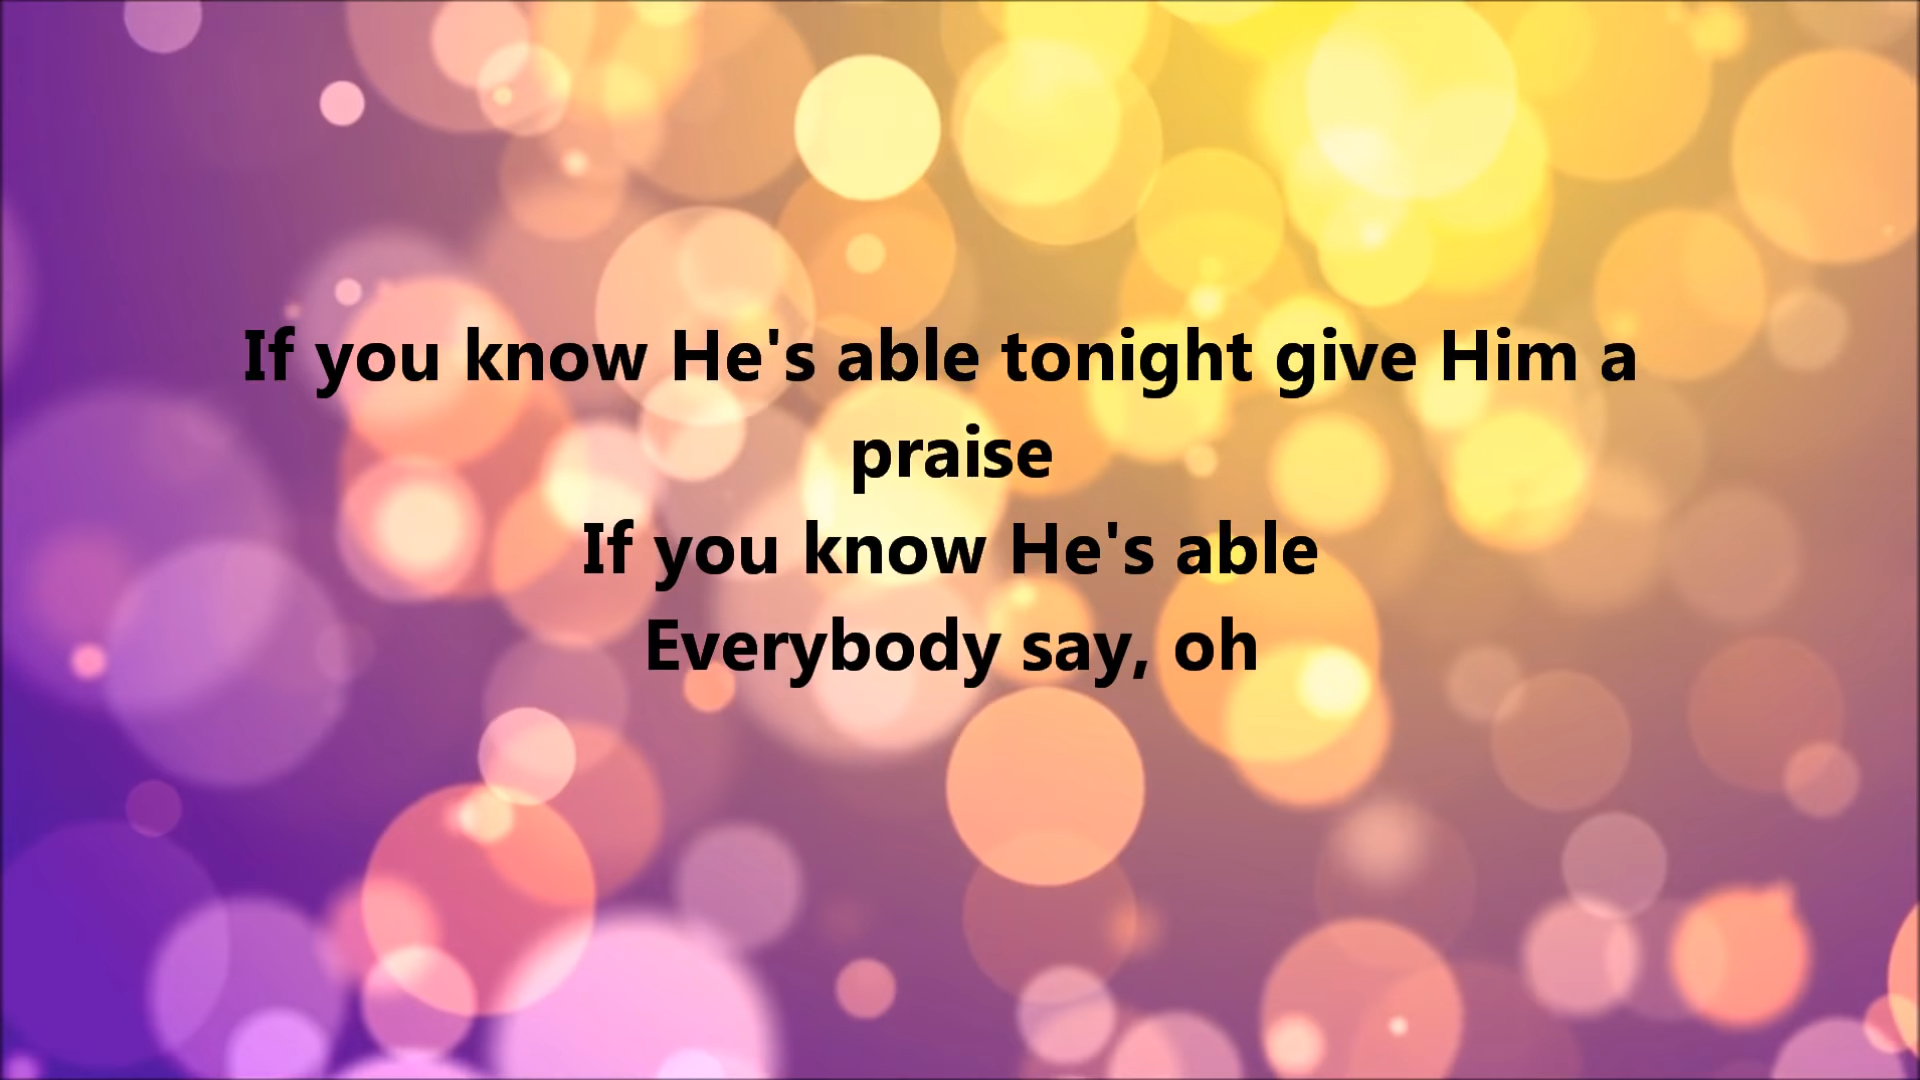 If you know He's able tonight give Him a
praise
If you know He's able
Everybody say, oh